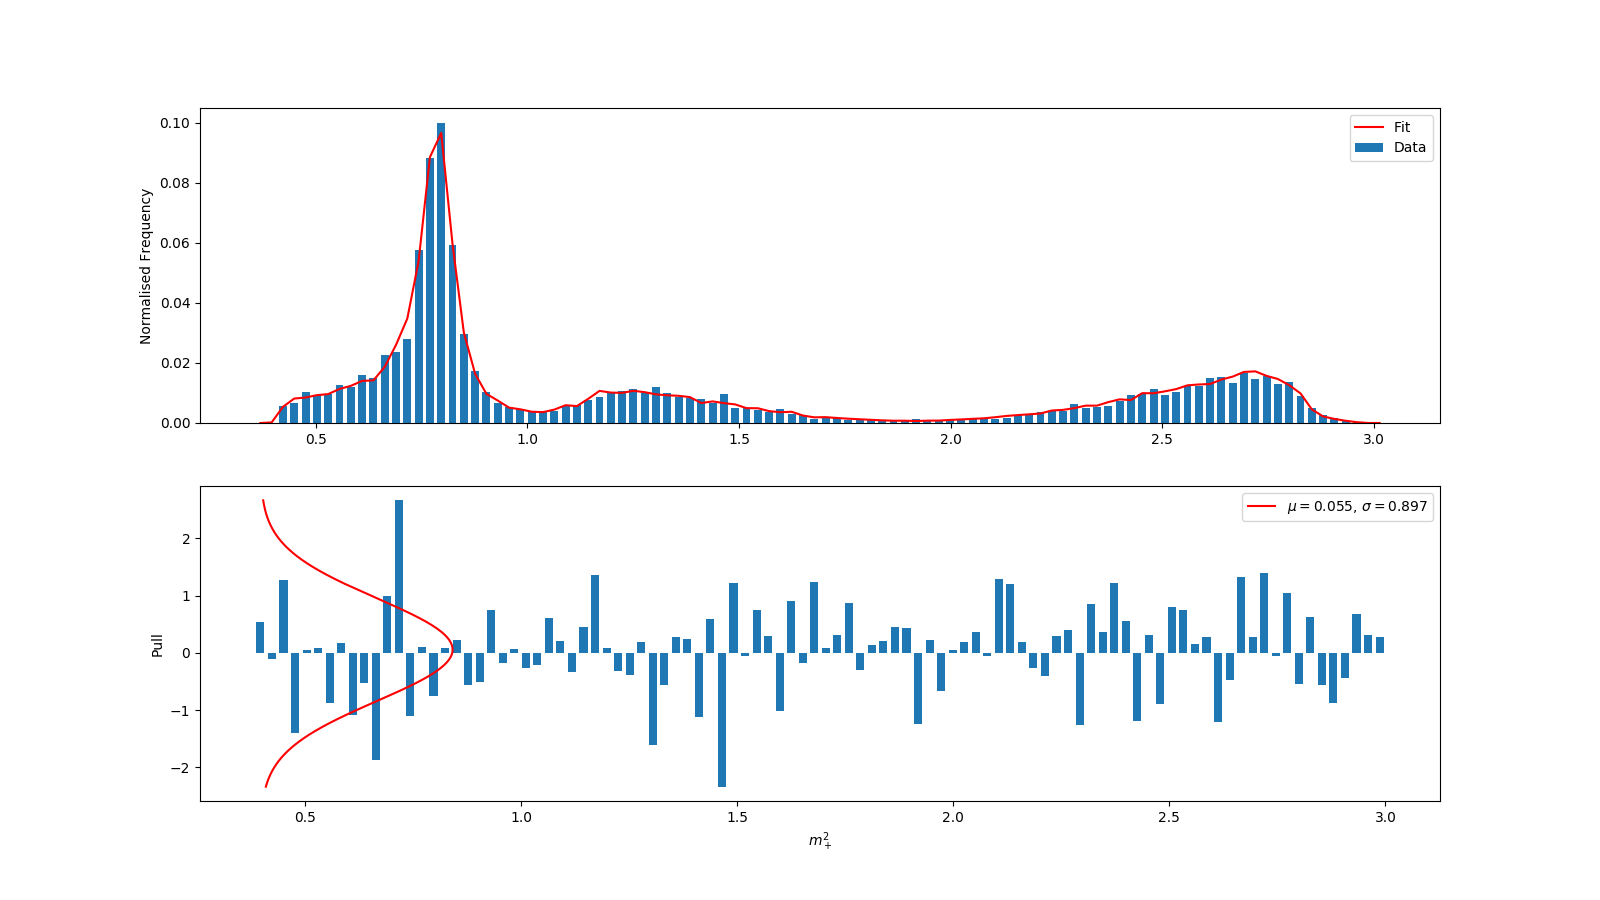 0.10
0.08
0.06
0.04
0.02
0.00
Normalised Frequency
Fit
Data
0.5 1.0 1.5 2.0 2.5 3.0
2
1
0
−1
−2
Pull
μ = 0.055, σ = 0.897
0.5 1.0 1.5 2.0 2.5 3.0
m²₊